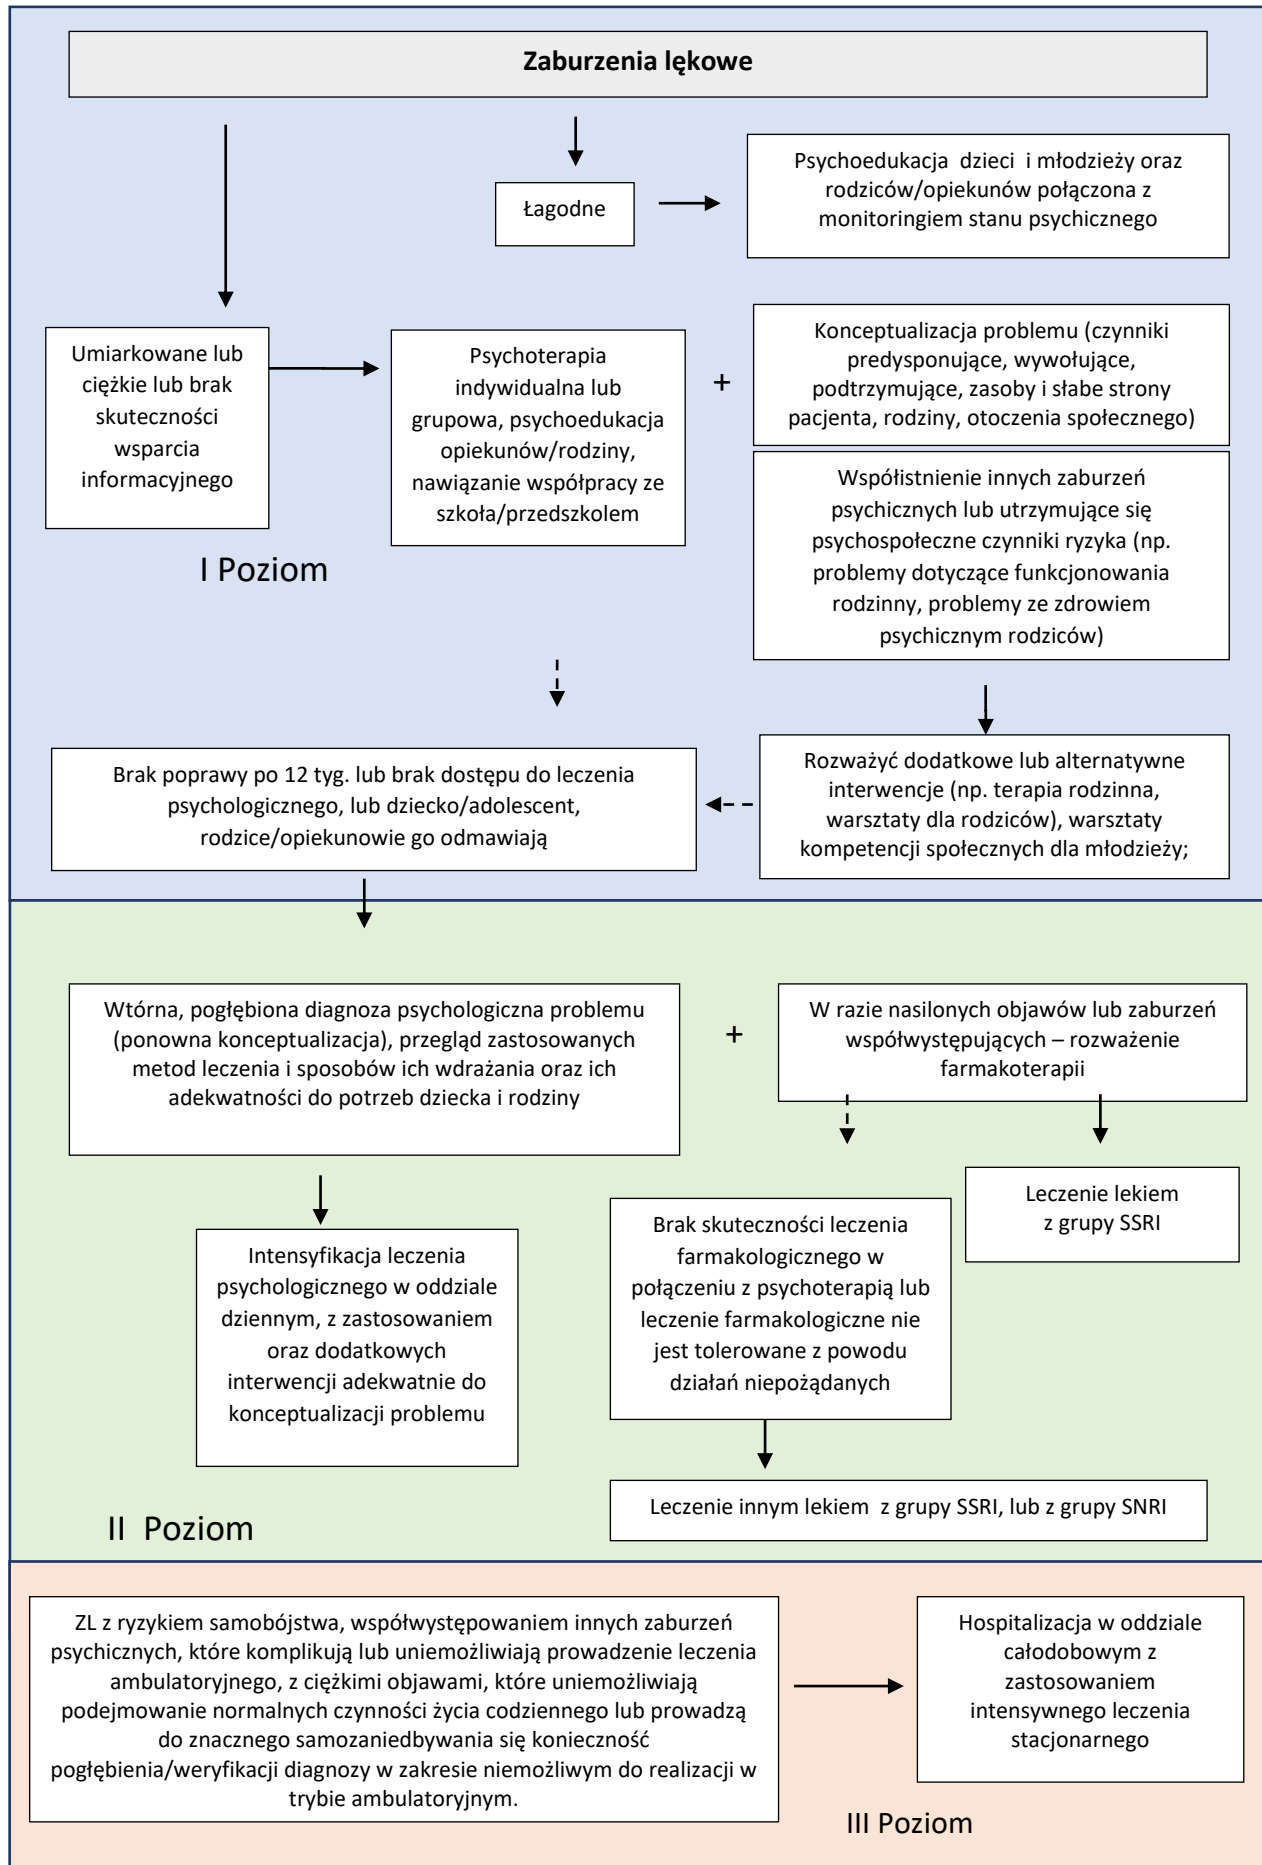 Zaburzenia lękowe
Łagodne
Psychoedukacja dzieci i młodzieży oraz
rodziców/opiekunów połączona z
monitoringiem stanu psychicznego
Umiarkowane lub
ciężkie lub brak
skuteczności
wsparcia
informacyjnego
Psychoterapia
indywidualna lub
grupowa, psychoedukacja
opiekunów/rodziny,
nawiązanie współpracy ze
szkoła/przedszkolem
+
Konceptualizacja problemu (czynniki
predysponujące, wywołujące,
podtrzymujące, zasoby i słabe strony
pacjenta, rodziny, otoczenia społecznego)
Współistnienie innych zaburzeń
psychicznych lub utrzymujące się
psychospołeczne czynniki ryzyka (np.
problemy dotyczące funkcjonowania
rodzinny, problemy ze zdrowiem
psychicznym rodziców)
I Poziom
Brak poprawy po 12 tyg. lub brak dostępu do leczenia
psychologicznego, lub dziecko/adolescent,
rodzice/opiekunowie go odmawiają
Rozważyć dodatkowe lub alternatywne
interwencje (np. terapia rodzinna,
warsztaty dla rodziców), warsztaty
kompetencji społecznych dla młodzieży;
Wtórna, pogłębiona diagnoza psychologiczna problemu
(ponowna konceptualizacja), przegląd zastosowanych
metod leczenia i sposobów ich wdrażania oraz ich
adekwatności do potrzeb dziecka i rodziny
+
W razie nasilonych objawów lub zaburzeń
współwystępujących – rozważenie
farmakoterapii
Leczenie lekiem
z grupy SSRI
Intensyfikacja leczenia
psychologicznego w oddziale
dziennym, z zastosowaniem
oraz dodatkowych
interwencji adekwatnie do
konceptualizacji problemu
Brak skuteczności leczenia
farmakologicznego w
połączeniu z psychoterapią lub
leczenie farmakologiczne nie
jest tolerowane z powodu
działań niepożądanych
Leczenie innym lekiem z grupy SSRI, lub z grupy SNRI
II Poziom
ZL z ryzykiem samobójstwa, współwystępowaniem innych zaburzeń
psychicznych, które komplikują lub uniemożliwiają prowadzenie leczenia
ambulatoryjnego, z ciężkimi objawami, które uniemożliwiają
podejmowanie normalnych czynności życia codziennego lub prowadzą
do znacznego samozaniedbywania się konieczność
pogłębienia/weryfikacji diagnozy w zakresie niemożliwym do realizacji w
trybie ambulatoryjnym.
Hospitalizacja w oddziale
całodobowym z
zastosowaniem
intensywnego leczenia
stacjonarnego
III Poziom